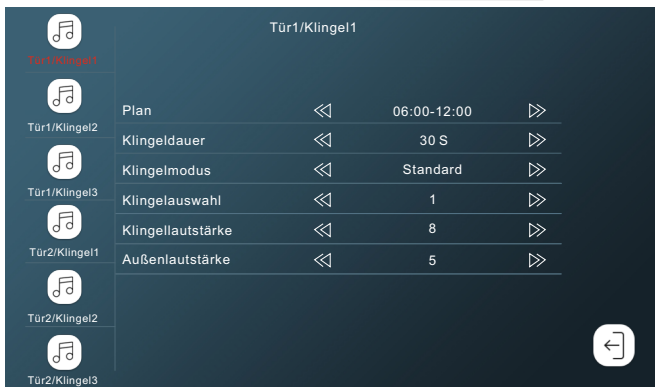 Tür1/Klingel1
Tür1/Klingel1
Tür1/Klingel2
Tür1/Klingel3
Tür2/Klingel1
Tür2/Klingel2
Tür2/Klingel3
Plan 06:00-12:00
Klingeldauer 30 S
Klingelmodus Standard
Klingelauswahl 1
Klingellautstärke 8
Außenlautstärke 5